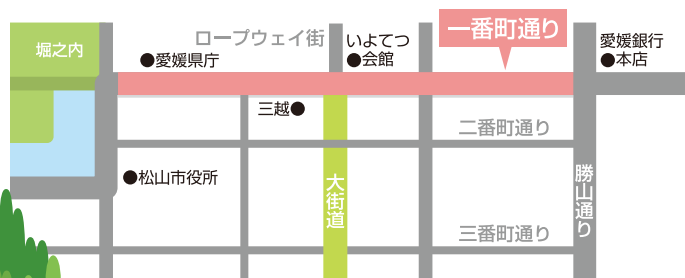 一番町通り
ロープウェイ街
いよてつ
●会館
愛媛銀行
●本店
堀之内
●愛媛県庁
三越●
二番町通り
●松山市役所
大街道
勝山通り
三番町通り